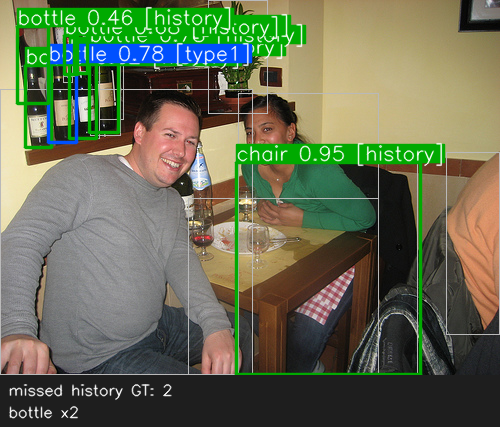 bottle 0.46 [history]
bottle 0.78 [type1]
chair 0.95 [history]
missed history GT: 2
bottle x2